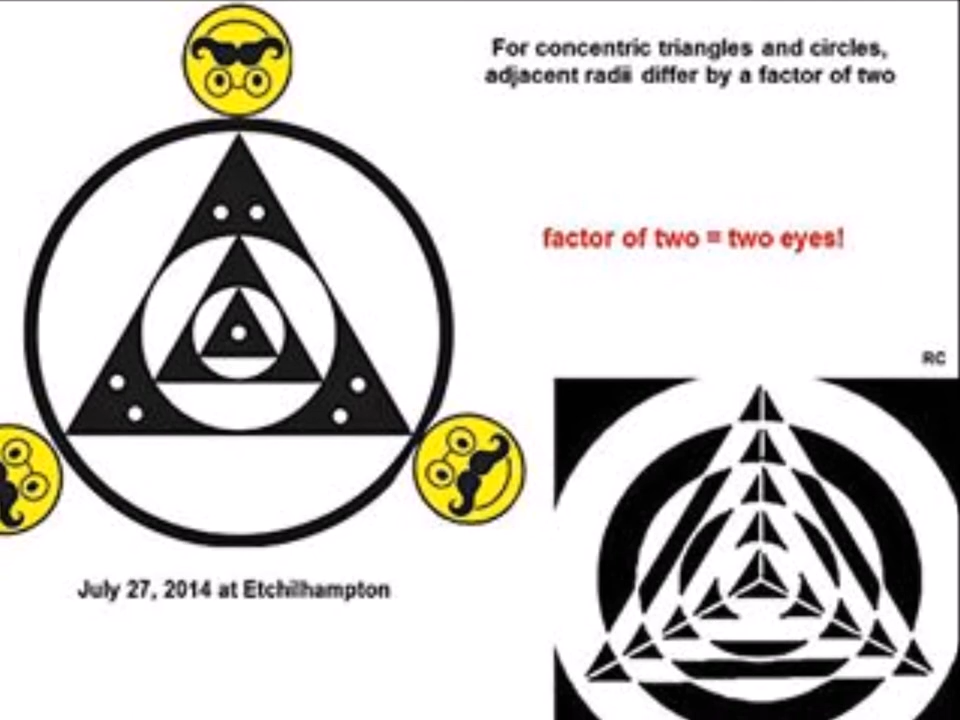 For concentric triangles and circles,
adjacent radii differ by a factor of two
factor of two = two eyes!
RC
July 27, 2014 at Etchilhampton